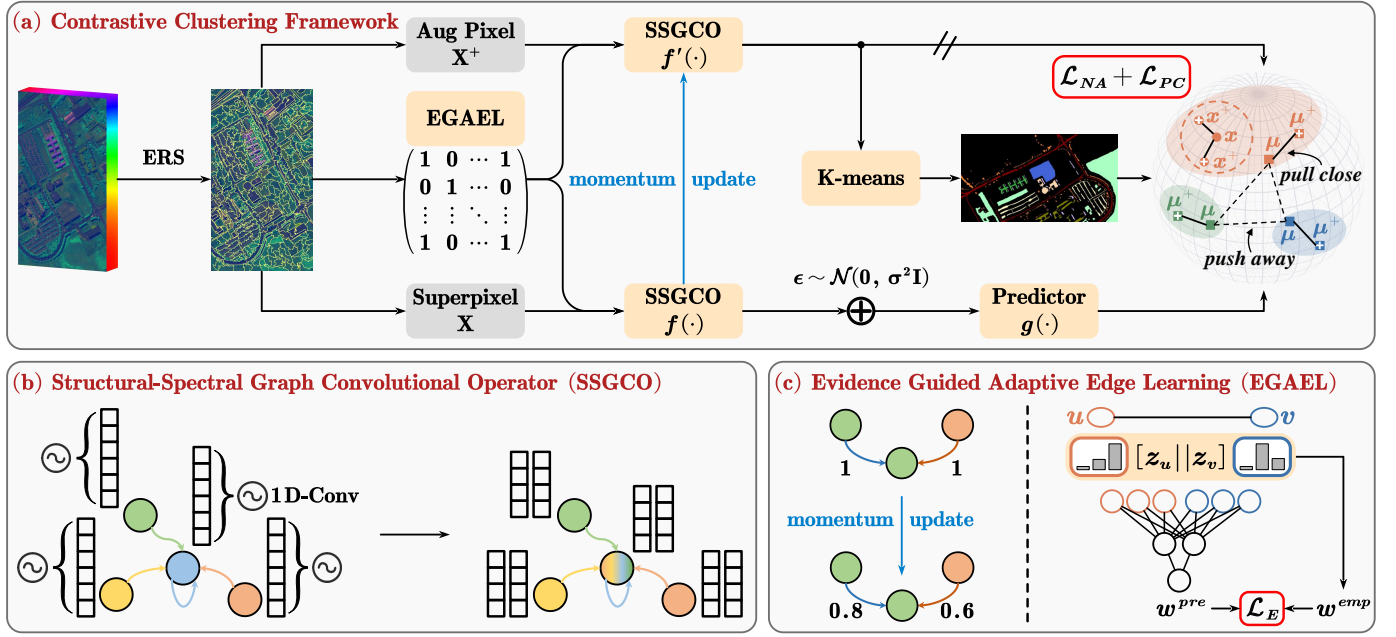 (a) Contrastive Clustering Framework
ERS
Aug Pixel
X⁺
EGAEL
1 0 ⋯ 1
0 1 ⋯ 0
⋮ ⋮ ⋱ ⋮
1 0 ⋯ 1
Superpixel
X
SSGCO
f′(·)
momentum update
SSGCO
f(·)
K-means
ϵ ∼ 𝒩(0, σ²I)
Predictor
g(·)
ℒ_NA + ℒ_PC
x⁺
x
x⁺
μ⁺
μ
pull close
μ⁺
μ
μ
μ⁺
push away
(b) Structural-Spectral Graph Convolutional Operator (SSGCO)
1D-Conv
(c) Evidence Guided Adaptive Edge Learning (EGAEL)
1 1
momentum update
0.8 0.6
u v
[z_u||z_v]
w^pre ℒ_E w^emp